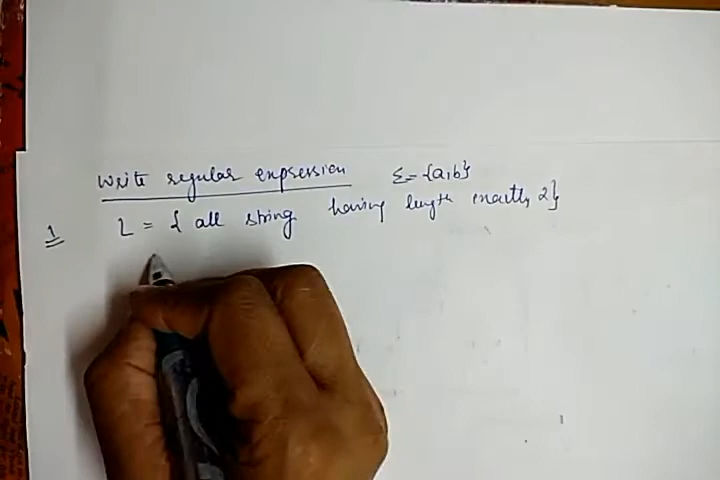 Write regular expression Σ = {a,b}
1 L = { all string having length exactly 2}